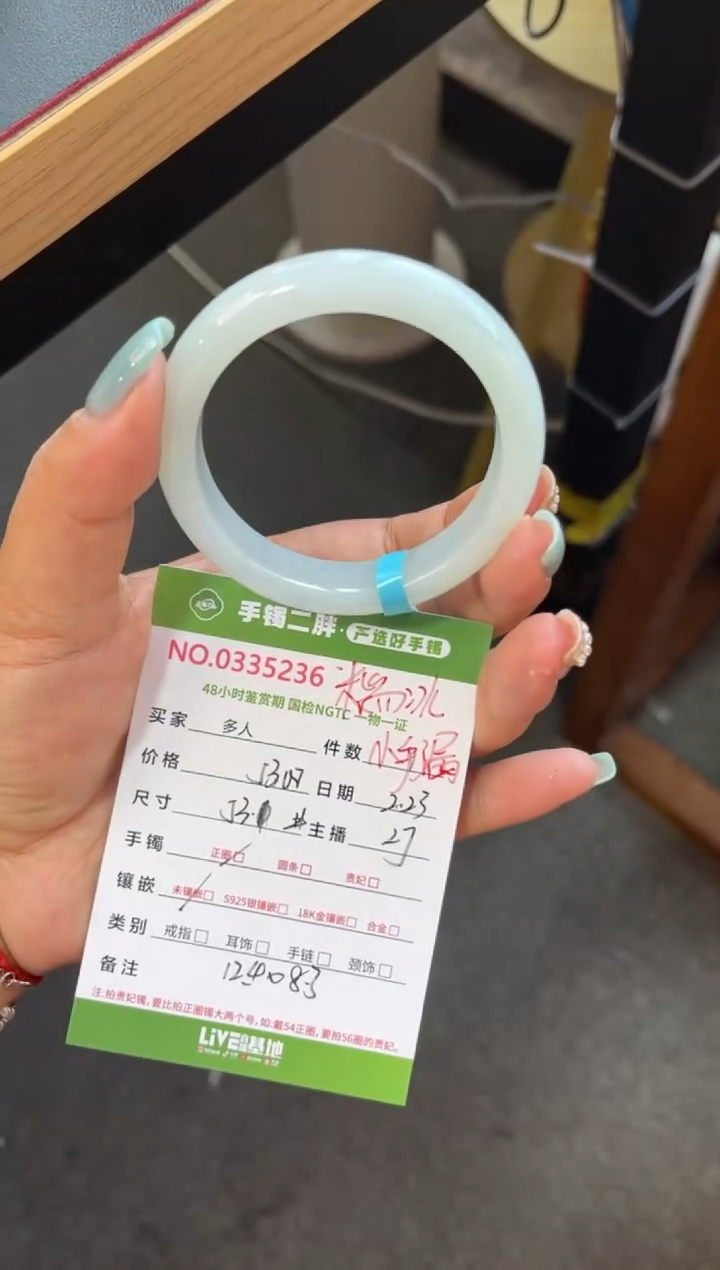 手镯二胖·严选好手镯
NO.0335236
48小时鉴赏期 国检NGTC 一物一证
买家 多人 件数
价格 日期 2.23
尺寸 主播
手镯 正圈 圆条 贵妃
镶嵌 未镶嵌 S925银镶嵌 18K金镶嵌 合金
类别 戒指 耳饰 手链 颈饰
备注 124083
注:拍贵妃镯,要比拍正圈镯大两个号,如:戴54正圈,要拍56圈的贵妃。
LIVE 基地